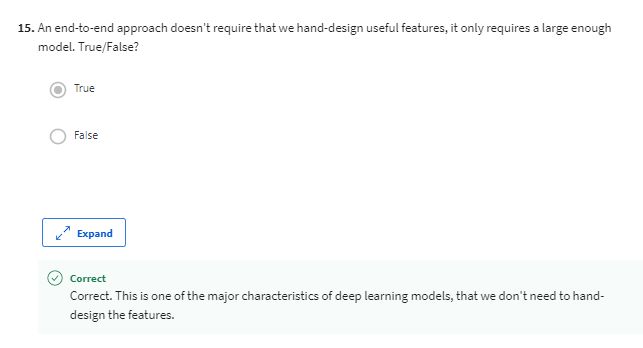 15. An end-to-end approach doesn't require that we hand-design useful features, it only requires a large enough
model. True/False?
True
False
Expand
Correct
Correct. This is one of the major characteristics of deep learning models, that we don't need to hand-
design the features.